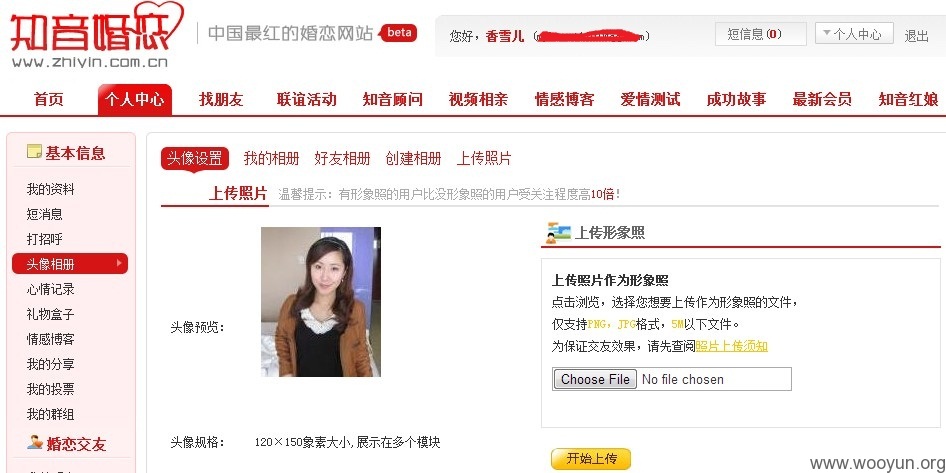 知音婚恋
www.zhiyin.com.cn
中国最红的婚恋网站 beta
您好，香雪儿
短信息(0)
个人中心
退出
首页 个人中心 找朋友 联谊活动 知音顾问 视频相亲 情感博客 爱情测试 成功故事 最新会员 知音红娘
基本信息
我的资料
短消息
打招呼
头像相册
心情记录
礼物盒子
情感博客
我的分享
我的投票
我的群组
婚恋交友
头像设置 我的相册 好友相册 创建相册 上传照片
上传照片 温馨提示：有形象照的用户比没形象照的用户受关注程度高10倍！
头像预览：
头像规格： 120×150象素大小,展示在多个模块
上传形象照
上传照片作为形象照
点击浏览，选择您想要上传作为形象照的文件，
仅支持PNG，JPG格式，5M以下文件。
为保证交友效果，请先查阅照片上传须知
Choose File No file chosen
开始上传
www.wooyun.org